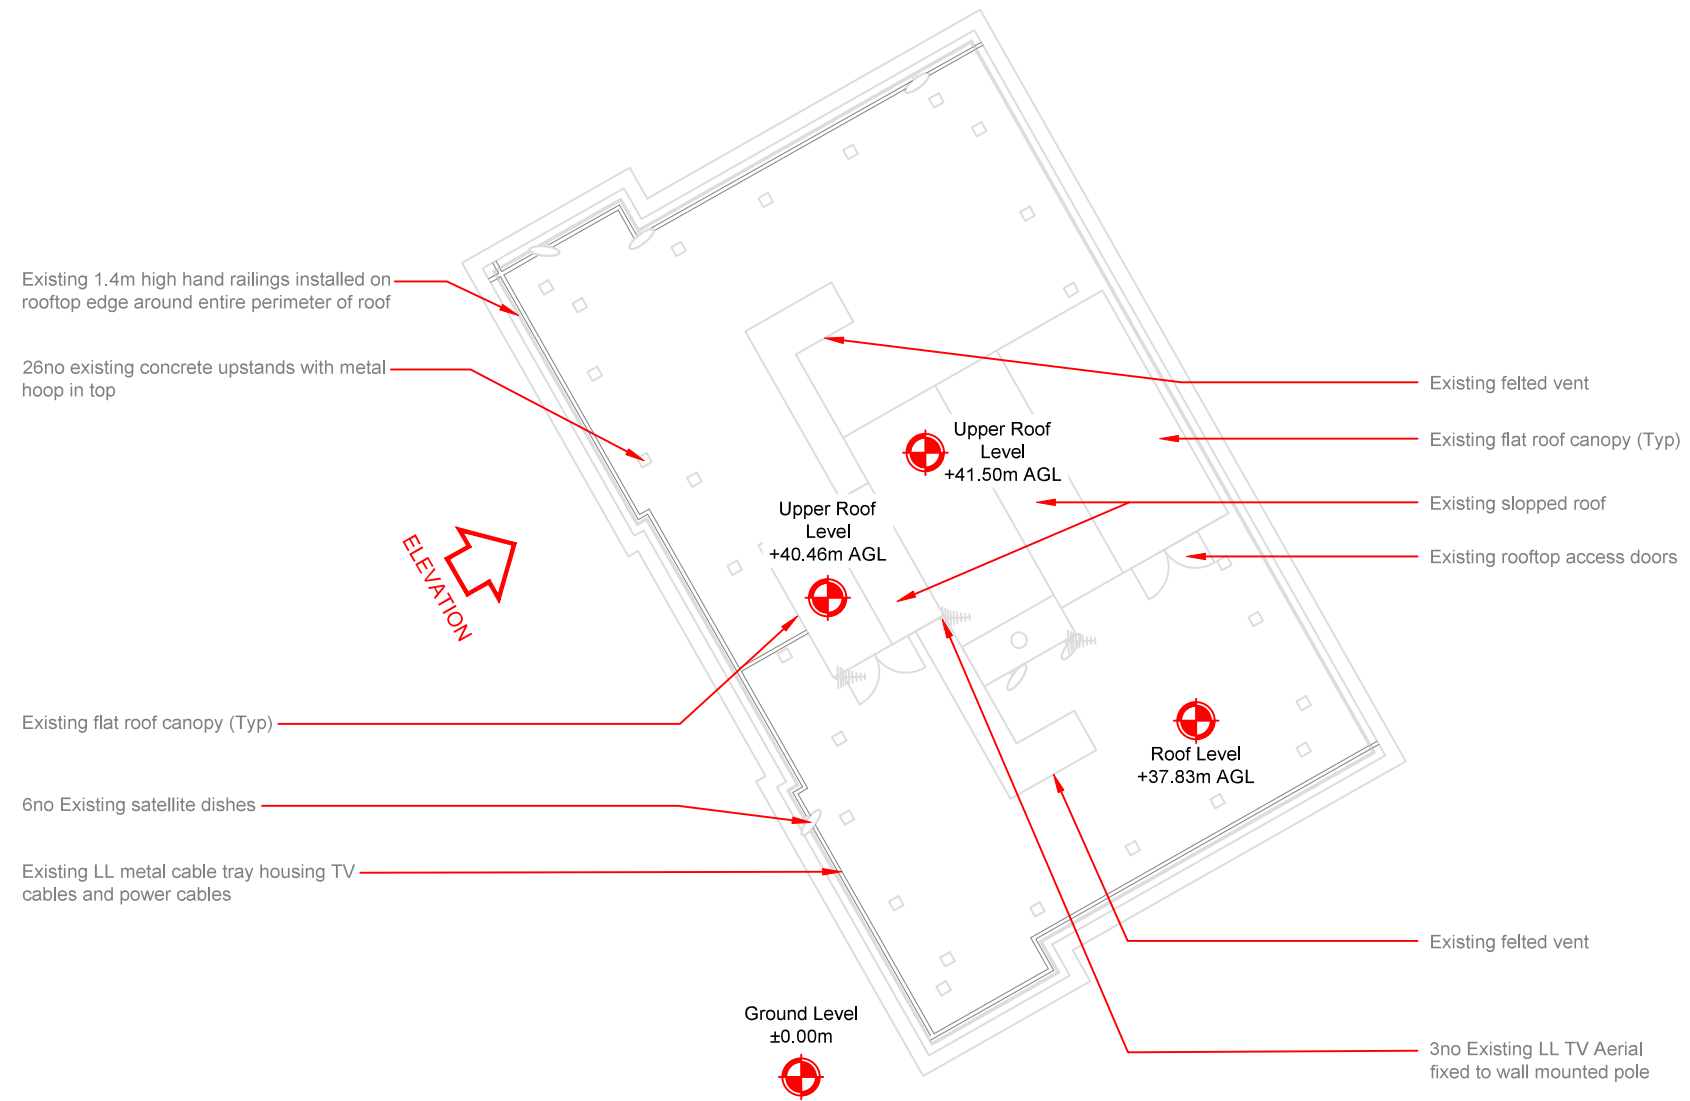 Existing 1.4m high hand railings installed on
rooftop edge around entire perimeter of roof
26no existing concrete upstands with metal
hoop in top
ELEVATION
Existing flat roof canopy (Typ)
6no Existing satellite dishes
Existing LL metal cable tray housing TV
cables and power cables
Upper Roof
Level
+41.50m AGL
Upper Roof
Level
+40.46m AGL
Roof Level
+37.83m AGL
Ground Level
±0.00m
Existing felted vent
Existing flat roof canopy (Typ)
Existing slopped roof
Existing rooftop access doors
Existing felted vent
3no Existing LL TV Aerial
fixed to wall mounted pole